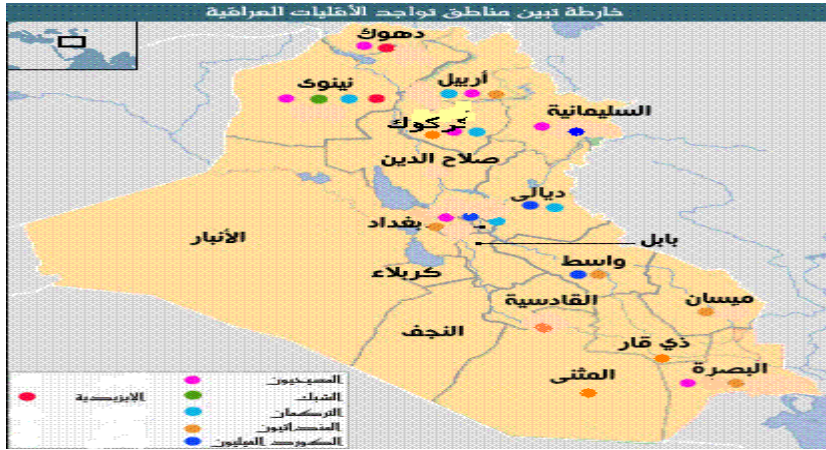 خارطة تبين مناطق تواجد الأقليات العراقية
دهوك
نينوى
أربيل
كركوك
السليمانية
صلاح الدين
ديالى
بغداد
الأنبار
بابل
كربلاء
واسط
القادسية
ميسان
النجف
ذي قار
المثنى
البصرة
المسيحيون
الشبك
الايزيدية
التركمان
المندائيون
الكورد الفيليون